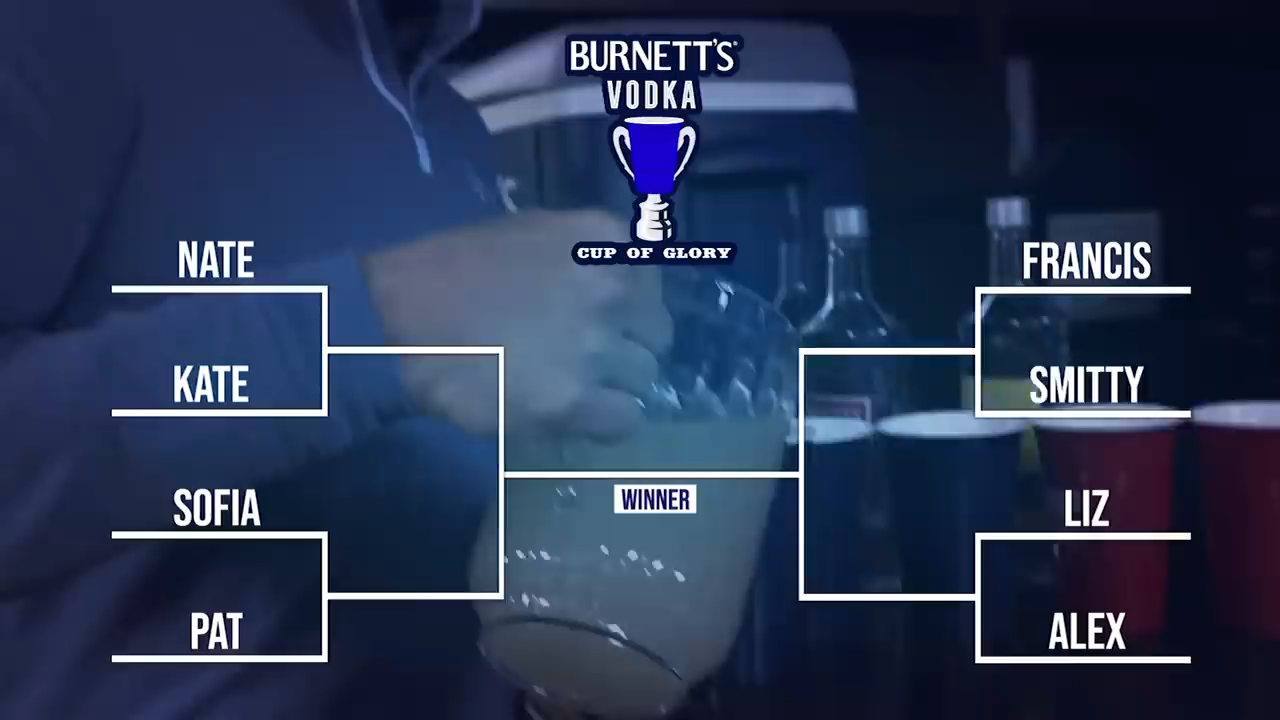 BURNETT'S
VODKA
CUP OF GLORY
NATE
KATE
SOFIA
PAT
FRANCIS
SMITTY
LIZ
ALEX
WINNER